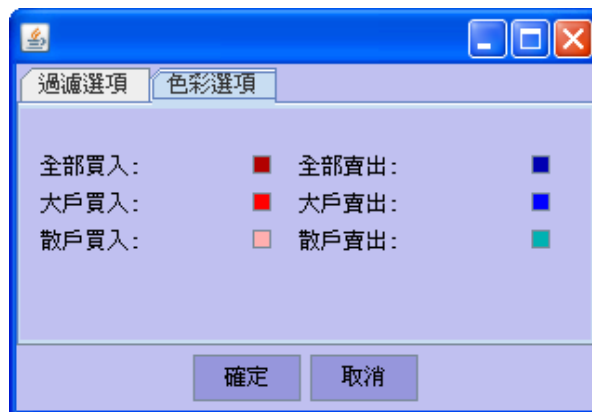 過濾選項 色彩選項
全部買入: 全部賣出:
大戶買入: 大戶賣出:
散戶買入: 散戶賣出:
確定 取消